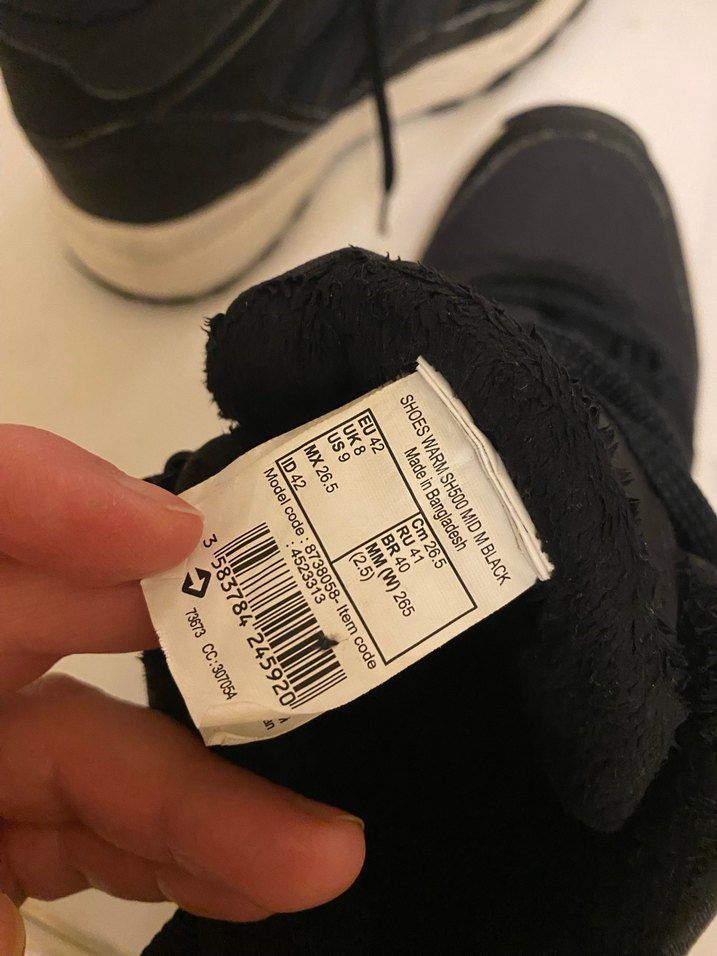 SHOES WARM SH500 MID M BLACK
Made in Bangladesh
EU 42
UK 8
US 9
MX 26.5
ID 42
Cm 26.5
RU 41
BR 40
MM (W) 265
(2.5)
Model code : 8738058- Item code
: 4523313
3 583784 245920
73673 CC:307054